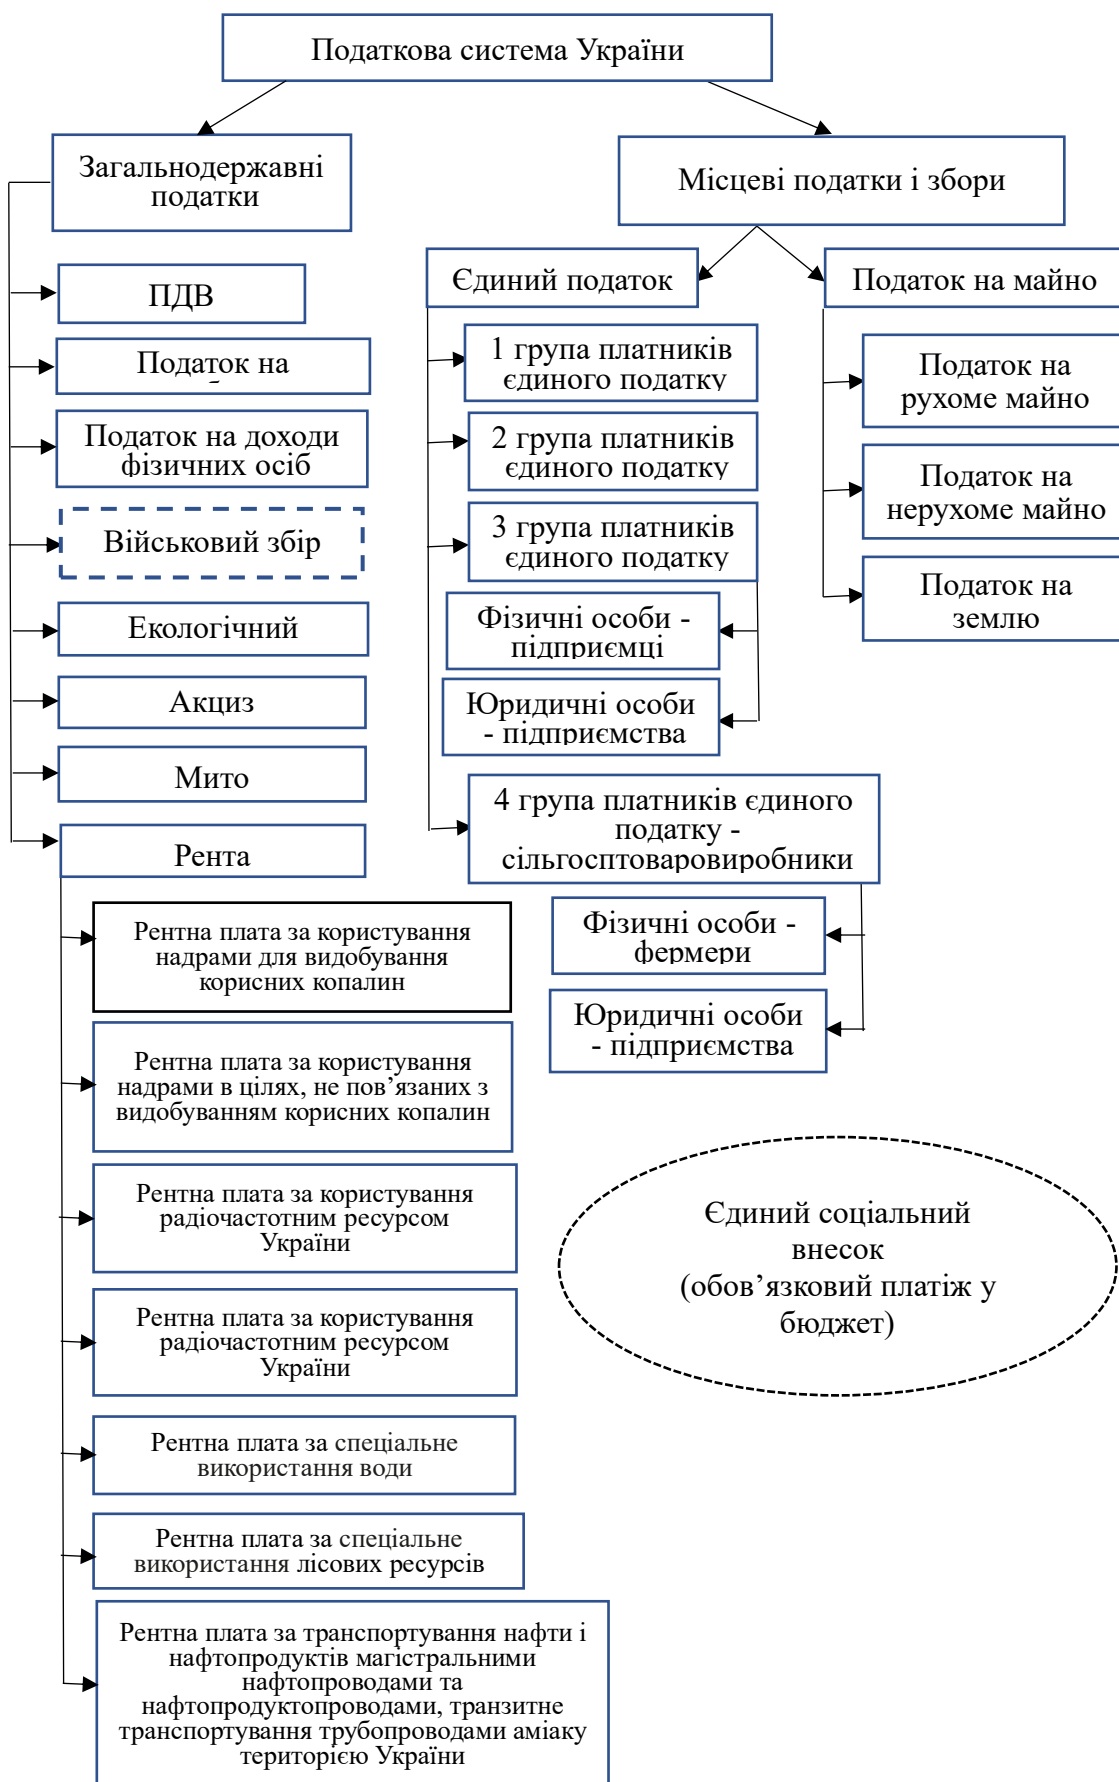 Податкова система України
Загальнодержавні
податки
ПДВ
Податок на
Податок на доходи
фізичних осіб
Військовий збір
Екологічний
Акциз
Мито
Рента
Рентна плата за користування
надрами для видобування
корисних копалин
Рентна плата за користування
надрами в цілях, не пов’язаних з
видобуванням корисних копалин
Рентна плата за користування
радіочастотним ресурсом
України
Рентна плата за користування
радіочастотним ресурсом
України
Рентна плата за спеціальне
використання води
Рентна плата за спеціальне
використання лісових ресурсів
Рентна плата за транспортування нафти і
нафтопродуктів магістральними
нафтопроводами та
нафтопродуктопроводами, транзитне
транспортування трубопроводами аміаку
територією України
Місцеві податки і збори
Єдиний податок
1 група платників
єдиного податку
2 група платників
єдиного податку
3 група платників
єдиного податку
Фізичні особи -
підприємці
Юридичні особи
- підприємства
4 група платників єдиного
податку -
сільгосптоваровиробники
Фізичні особи -
фермери
Юридичні особи
- підприємства
Податок на майно
Податок на
рухоме майно
Податок на
нерухоме майно
Податок на
землю
Єдиний соціальний
внесок
(обов’язковий платіж у
бюджет)